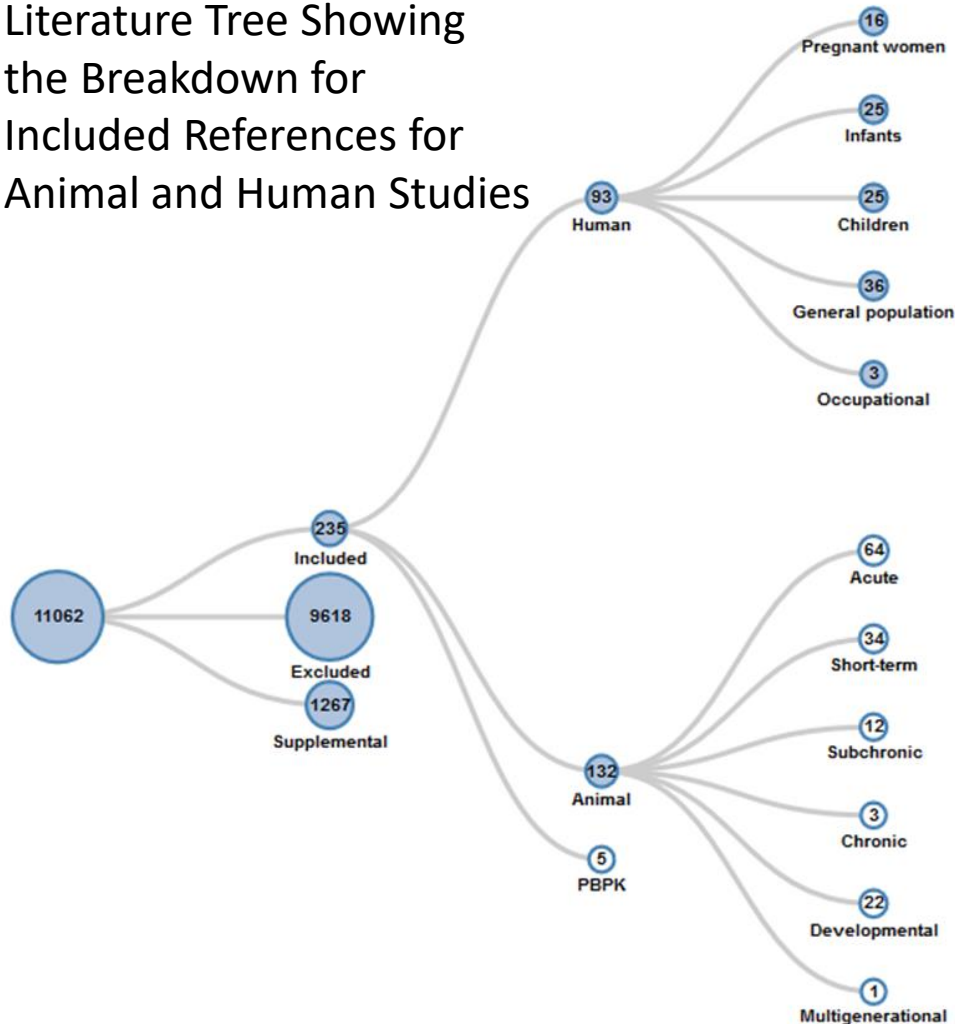 Literature Tree Showing
the Breakdown for
Included References for
Animal and Human Studies
16
Pregnant women
25
Infants
93
Human
25
Children
36
General population
3
Occupational
235
Included
11062
9618
Excluded
1267
Supplemental
64
Acute
34
Short-term
12
Subchronic
132
Animal
3
Chronic
5
PBPK
22
Developmental
1
Multigenerational